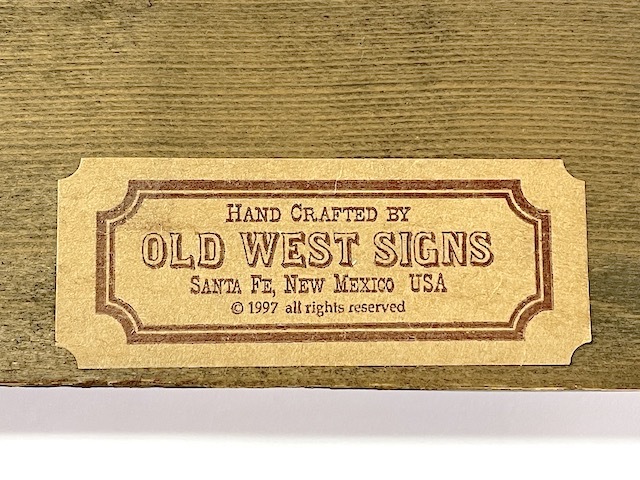 HAND CRAFTED BY
OLD WEST SIGNS
SANTA FE, NEW MEXICO USA
© 1997 all rights reserved